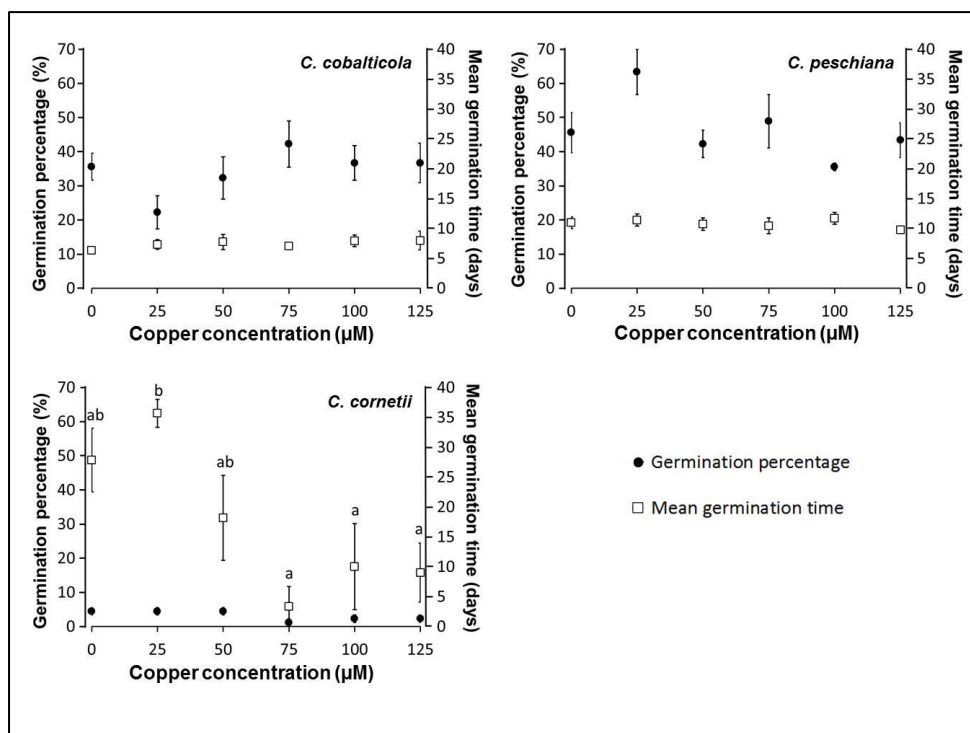 C. cobalticola
Germination percentage (%)
70
60
50
40
30
20
10
0
Mean germination time (days)
40
35
30
25
20
15
10
5
0
0 25 50 75 100 125
Copper concentration (µM)
C. peschiana
Germination percentage (%)
70
60
50
40
30
20
10
0
Mean germination time (days)
40
35
30
25
20
15
10
5
0
0 25 50 75 100 125
Copper concentration (µM)
C. cornetii
Germination percentage (%)
70
60
50
40
30
20
10
0
ab b ab a a a
Mean germination time (days)
40
35
30
25
20
15
10
5
0
0 25 50 75 100 125
Copper concentration (µM)
Germination percentage
Mean germination time